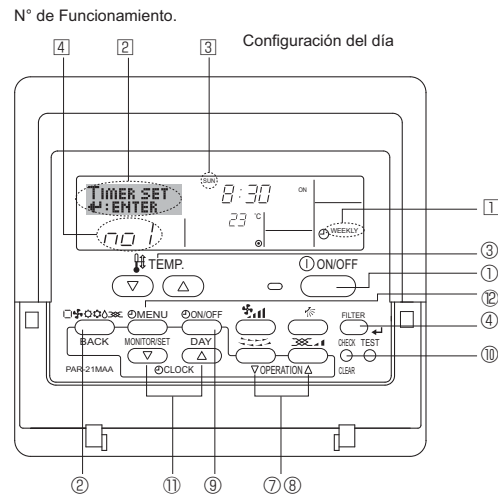 N° de Funcionamiento.
Configuración del día
4 2 3
SUN
TIMER SET 8:30 ON
↵:ENTER
23 °C
1
no 1 WEEKLY
TEMP. ON/OFF
③
①
⑫
MENU ON/OFF FILTER
④
BACK MONITOR/SET DAY CHECK TEST
⑩
PAR-21MAA CLOCK ▽OPERATION△ CLEAR
② ⑪ ⑨ ⑦⑧